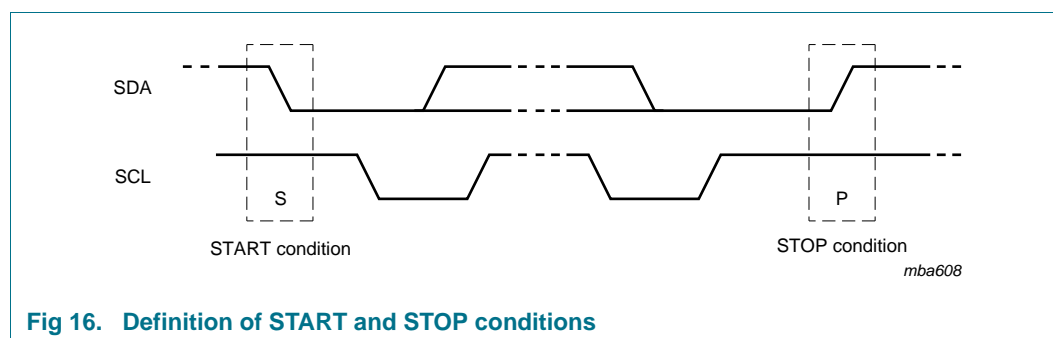 SDA
SCL
S
P
START condition
STOP condition
mba608
Fig 16. Definition of START and STOP conditions